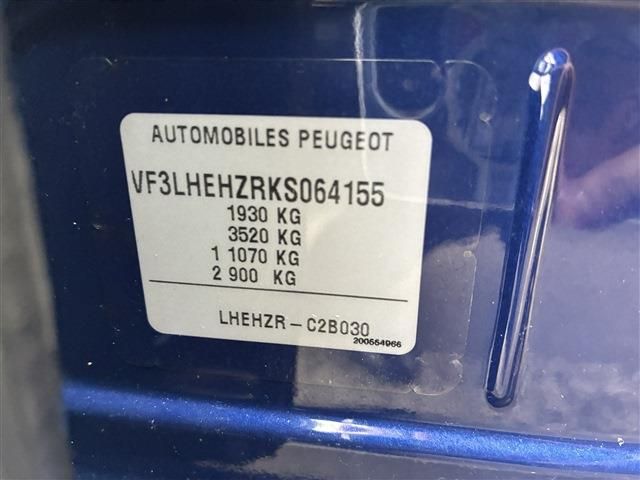 AUTOMOBILES PEUGEOT
VF3LHEHZRKS064155
1930 KG
3520 KG
1 1070 KG
2 900 KG
LHEHZR-C2B030
200554966